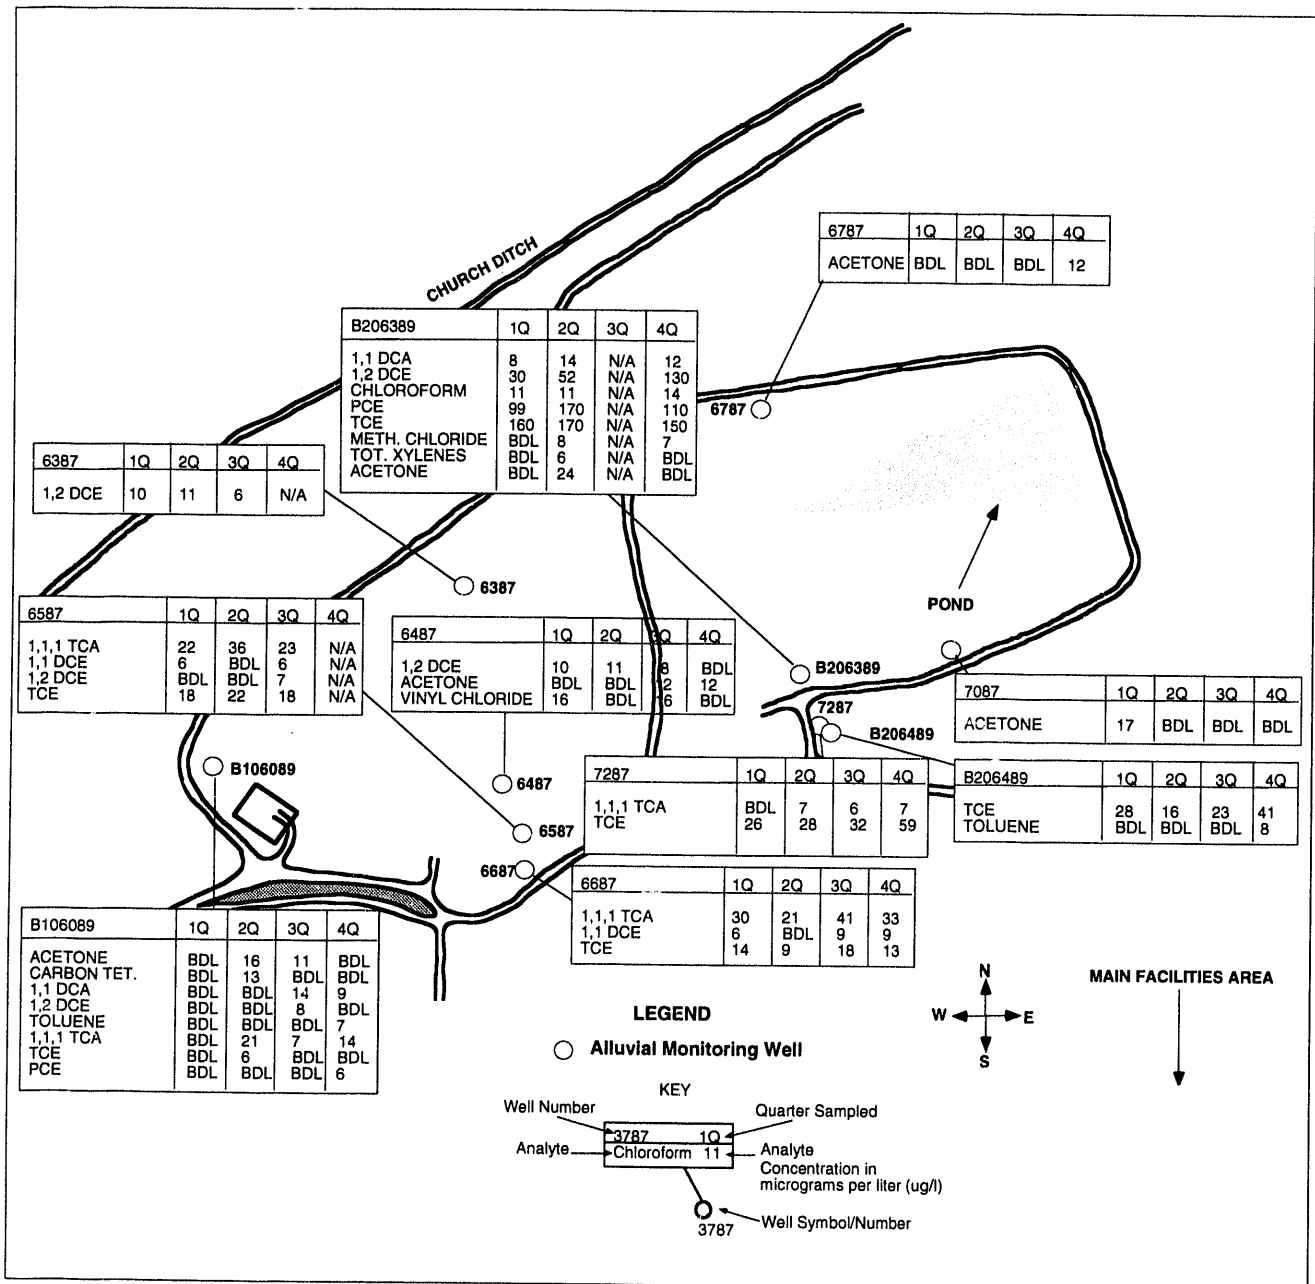 CHURCH DITCH
6787 1Q 2Q 3Q 4Q
ACETONE BDL BDL BDL 12
B206389 1Q 2Q 3Q 4Q
1,1 DCA 8 14 N/A 12
1,2 DCE 30 52 N/A 130
CHLOROFORM 11 11 N/A 14
PCE 99 170 N/A 110
TCE 160 170 N/A 150
METH. CHLORIDE BDL 8 N/A 7
TOT. XYLENES BDL 6 N/A BDL
ACETONE BDL 24 N/A BDL
6787
6387 1Q 2Q 3Q 4Q
1,2 DCE 10 11 6 N/A
6387
POND
6587 1Q 2Q 3Q 4Q
1,1,1 TCA 22 36 23 N/A
1,1 DCE 6 BDL 6 N/A
1,2 DCE BDL BDL 7 N/A
TCE 18 22 18 N/A
6487 1Q 2Q 3Q 4Q
1,2 DCE 10 11 8 BDL
ACETONE BDL BDL 12
VINYL CHLORIDE 16 BDL BDL
B206389
7087 1Q 2Q 3Q 4Q
ACETONE 17 BDL BDL BDL
7287
B206489
B106089
6487
7287 1Q 2Q 3Q 4Q
1,1,1 TCA BDL 7 6 7
TCE 26 28 32 59
B206489 1Q 2Q 3Q 4Q
TCE 28 16 23 41
TOLUENE BDL BDL BDL 8
6587
6687
6687 1Q 2Q 3Q 4Q
1,1,1 TCA 30 21 41 33
1,1 DCE 6 BDL 9 9
TCE 14 9 18 13
B106089 1Q 2Q 3Q 4Q
ACETONE BDL 16 11 BDL
CARBON TET. BDL 13 BDL BDL
1,1 DCA BDL BDL 14 9
1,2 DCE BDL BDL 8 BDL
TOLUENE BDL BDL BDL 7
1,1,1 TCA BDL 21 7 14
TCE BDL 6 BDL BDL
PCE BDL BDL BDL 6
N
W E
S
MAIN FACILITIES AREA
LEGEND
Alluvial Monitoring Well
KEY
Well Number
Quarter Sampled
3787 1Q
Analyte
Chloroform 11
Analyte
Concentration in
micrograms per liter (ug/l)
Well Symbol/Number
3787